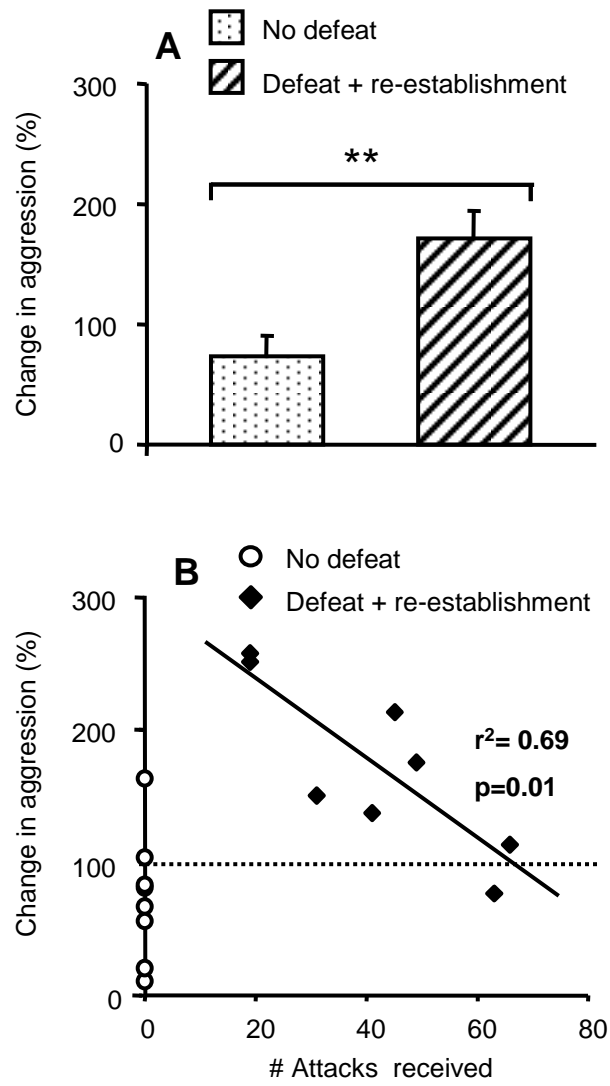 A
No defeat
Defeat + re-establishment
Change in aggression (%)
300
200
100
0
**
B
No defeat
Defeat + re-establishment
Change in aggression (%)
300
200
100
0
r²= 0.69
p=0.01
0 20 40 60 80
# Attacks received